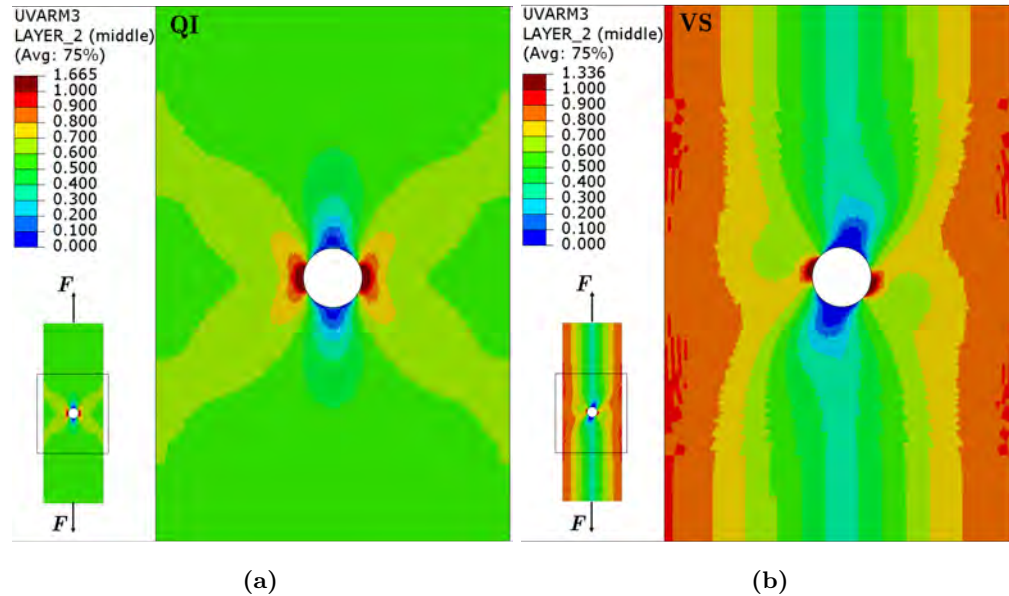 UVARM3
LAYER_2 (middle)
(Avg: 75%)
1.665
1.000
0.900
0.800
0.700
0.600
0.500
0.400
0.300
0.200
0.100
0.000
QI
F
F
(a)
UVARM3
LAYER_2 (middle)
(Avg: 75%)
1.336
1.000
0.900
0.800
0.700
0.600
0.500
0.400
0.300
0.200
0.100
0.000
VS
F
F
(b)